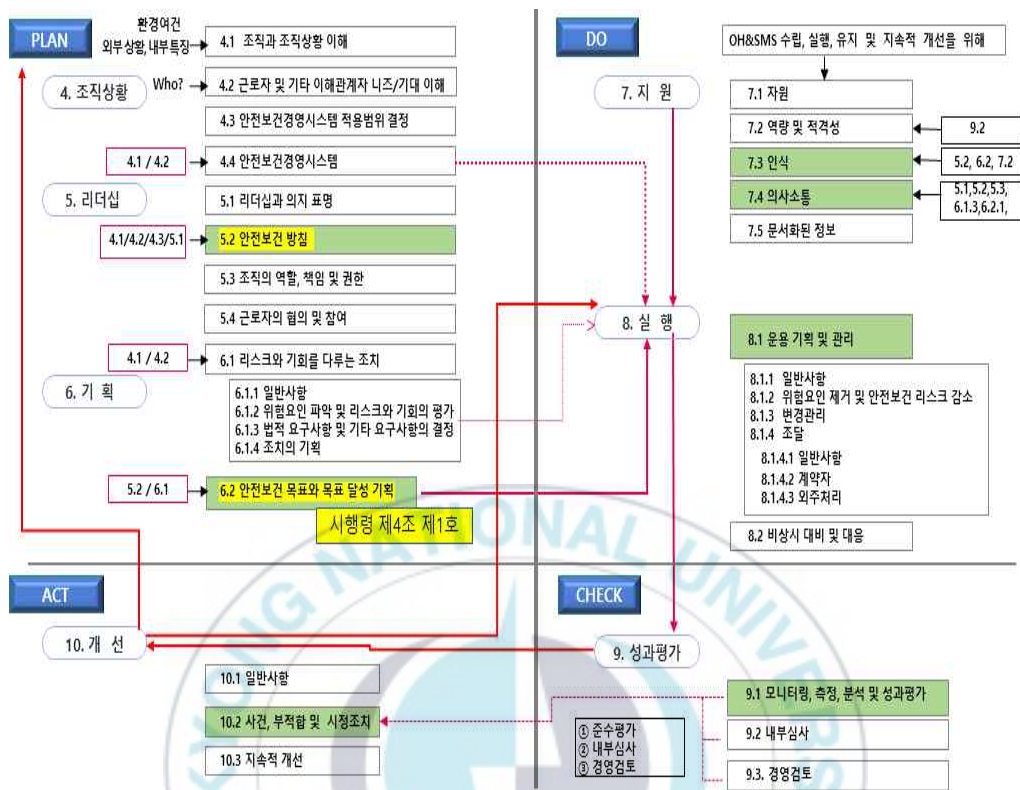 PLAN
환경여건
외부상황, 내부특징
4.1 조직과 조직상황 이해
4. 조직상황
Who?
4.2 근로자 및 기타 이해관계자 니즈/기대 이해
4.3 안전보건경영시스템 적용범위 결정
4.1 / 4.2
4.4 안전보건경영시스템
5. 리더십
5.1 리더십과 의지 표명
4.1/4.2/4.3/5.1
5.2 안전보건 방침
5.3 조직의 역할, 책임 및 권한
5.4 근로자의 협의 및 참여
4.1 / 4.2
6.1 리스크와 기회를 다루는 조치
6. 기 획
6.1.1 일반사항
6.1.2 위험요인 파악 및 리스크와 기회의 평가
6.1.3 법적 요구사항 및 기타 요구사항의 결정
6.1.4 조치의 기획
5.2 / 6.1
6.2 안전보건 목표와 목표 달성 기획
시행령 제4조 제1호
DO
OH&SMS 수립, 실행, 유지 및 지속적 개선을 위해
7. 지 원
7.1 자원
7.2 역량 및 적격성
9.2
7.3 인식
5.2, 6.2, 7.2
7.4 의사소통
5.1,5.2,5.3,
6.1.3,6.2.1,
7.5 문서화된 정보
8. 실 행
8.1 운용 기획 및 관리
8.1.1 일반사항
8.1.2 위험요인 제거 및 안전보건 리스크 감소
8.1.3 변경관리
8.1.4 조달
8.1.4.1 일반사항
8.1.4.2 계약자
8.1.4.3 외주처리
8.2 비상시 대비 및 대응
ACT
10. 개 선
10.1 일반사항
10.2 사건, 부적합 및 시정조치
10.3 지속적 개선
CHECK
9. 성과평가
9.1 모니터링, 측정, 분석 및 성과평가
① 준수평가
② 내부심사
③ 경영검토
9.2 내부심사
9.3. 경영검토
KYONG NATIONAL UNIVERS